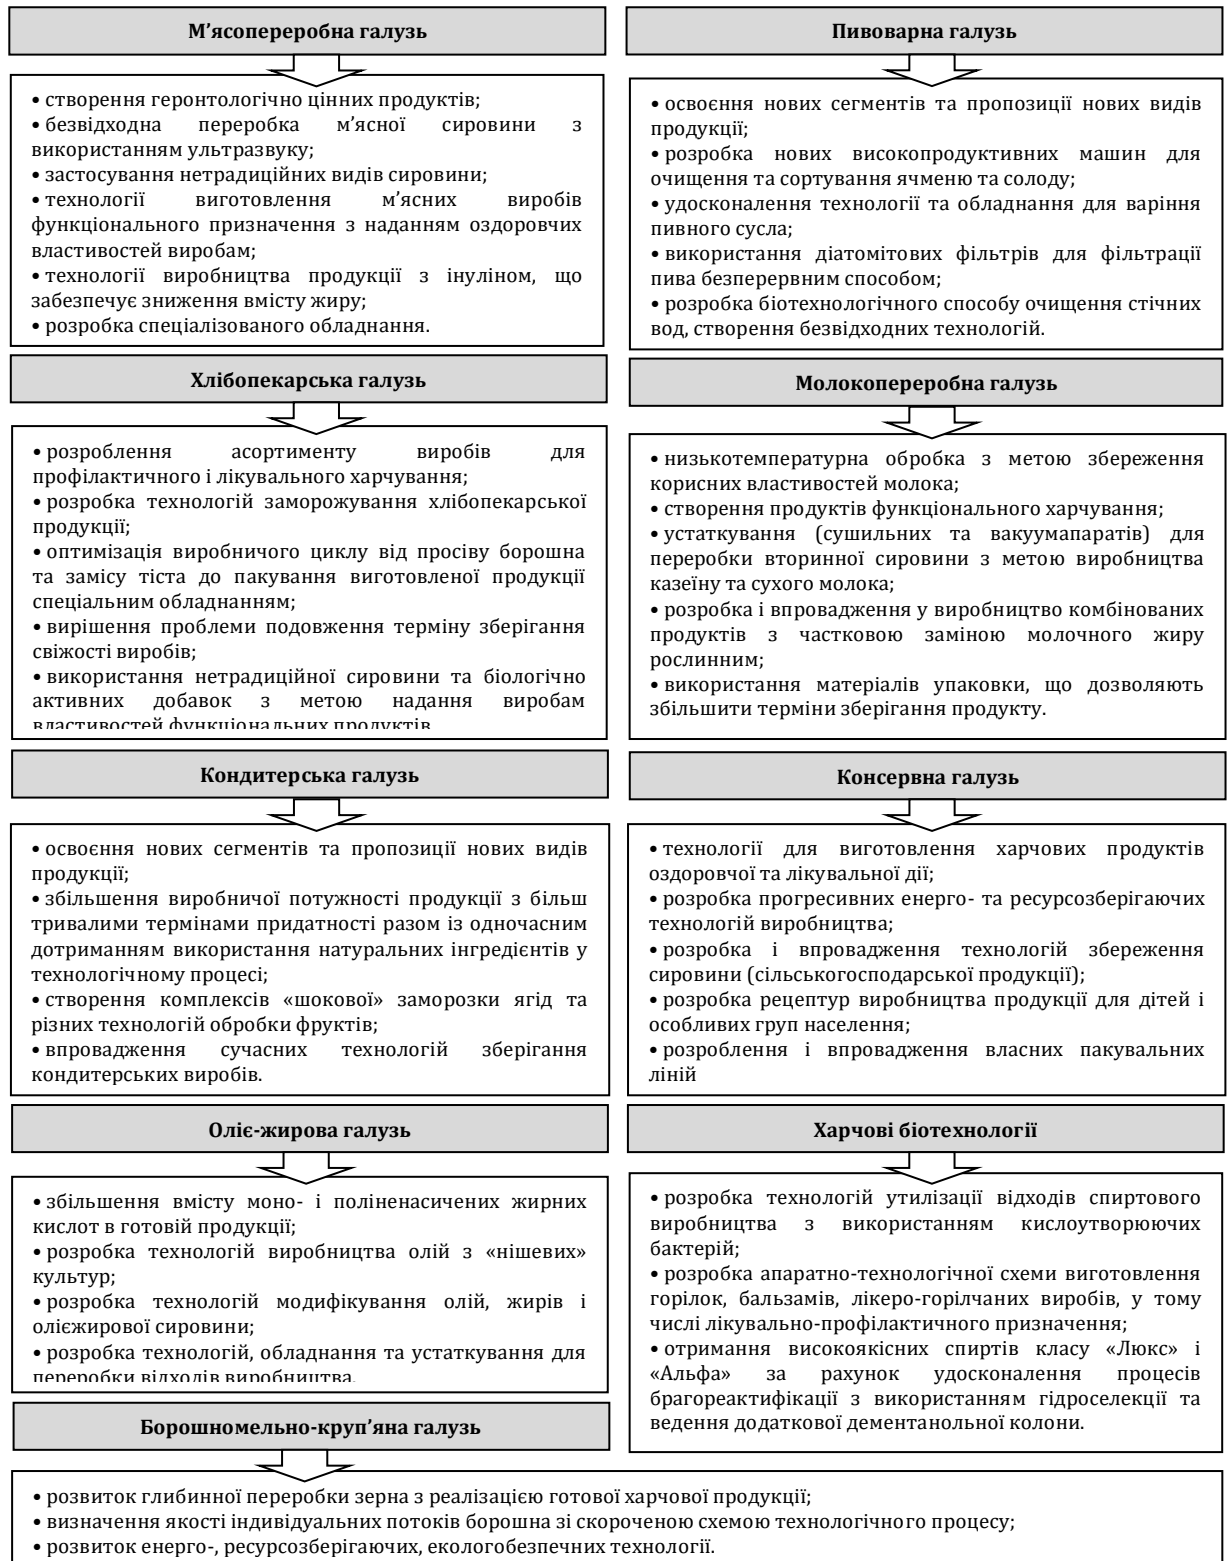 М’ясопереробна галузь
• створення геронтологічно цінних продуктів;
• безвідходна переробка м’ясної сировини з
використанням ультразвуку;
• застосування нетрадиційних видів сировини;
• технології виготовлення м’ясних виробів
функціонального призначення з наданням оздоровчих
властивостей виробам;
• технології виробництва продукції з інуліном, що
забезпечує зниження вмісту жиру;
• розробка спеціалізованого обладнання.
Пивоварна галузь
• освоєння нових сегментів та пропозиції нових видів
продукції;
• розробка нових високопродуктивних машин для
очищення та сортування ячменю та солоду;
• удосконалення технології та обладнання для варіння
пивного сусла;
• використання діатомітових фільтрів для фільтрації
пива безперервним способом;
• розробка біотехнологічного способу очищення стічних
вод, створення безвідходних технологій.
Хлібопекарська галузь
• розроблення асортименту виробів для
профілактичного і лікувального харчування;
• розробка технологій заморожування хлібопекарської
продукції;
• оптимізація виробничого циклу від просіву борошна
та замісу тіста до пакування виготовленої продукції
спеціальним обладнанням;
• вирішення проблеми подовження терміну зберігання
свіжості виробів;
• використання нетрадиційної сировини та біологічно
активних добавок з метою надання виробам
властивостей функціональних продуктів.
Молокопереробна галузь
• низькотемпературна обробка з метою збереження
корисних властивостей молока;
• створення продуктів функціонального харчування;
• устаткування (сушильних та вакуумапаратів) для
переробки вторинної сировини з метою виробництва
казеїну та сухого молока;
• розробка і впровадження у виробництво комбінованих
продуктів з частковою заміною молочного жиру
рослинним;
• використання матеріалів упаковки, що дозволяють
збільшити терміни зберігання продукту.
Кондитерська галузь
• освоєння нових сегментів та пропозиції нових видів
продукції;
• збільшення виробничої потужності продукції з більш
тривалими термінами придатності разом із одночасним
дотриманням використання натуральних інгредієнтів у
технологічному процесі;
• створення комплексів «шокової» заморозки ягід та
різних технологій обробки фруктів;
• впровадження сучасних технологій зберігання
кондитерських виробів.
Консервна галузь
• технології для виготовлення харчових продуктів
оздоровчої та лікувальної дії;
• розробка прогресивних енерго- та ресурсозберігаючих
технологій виробництва;
• розробка і впровадження технологій збереження
сировини (сільськогосподарської продукції);
• розробка рецептур виробництва продукції для дітей і
особливих груп населення;
• розроблення і впровадження власних пакувальних
ліній
Оліє-жирова галузь
• збільшення вмісту моно- і поліненасичених жирних
кислот в готовій продукції;
• розробка технологій виробництва олій з «нішевих»
культур;
• розробка технологій модифікування олій, жирів і
олієжирової сировини;
• розробка технологій, обладнання та устаткування для
переробки відходів виробництва.
Харчові біотехнології
• розробка технологій утилізації відходів спиртового
виробництва з використанням кислоутворюючих
бактерій;
• розробка апаратно-технологічної схеми виготовлення
горілок, бальзамів, лікеро-горілчаних виробів, у тому
числі лікувально-профілактичного призначення;
• отримання високоякісних спиртів класу «Люкс» і
«Альфа» за рахунок удосконалення процесів
брагореактифікації з використанням гідроселекції та
ведення додаткової дементанольної колони.
Борошномельно-круп’яна галузь
• розвиток глибинної переробки зерна з реалізацією готової харчової продукції;
• визначення якості індивідуальних потоків борошна зі скороченою схемою технологічного процесу;
• розвиток енерго-, ресурсозберігаючих, екологобезпечних технології.